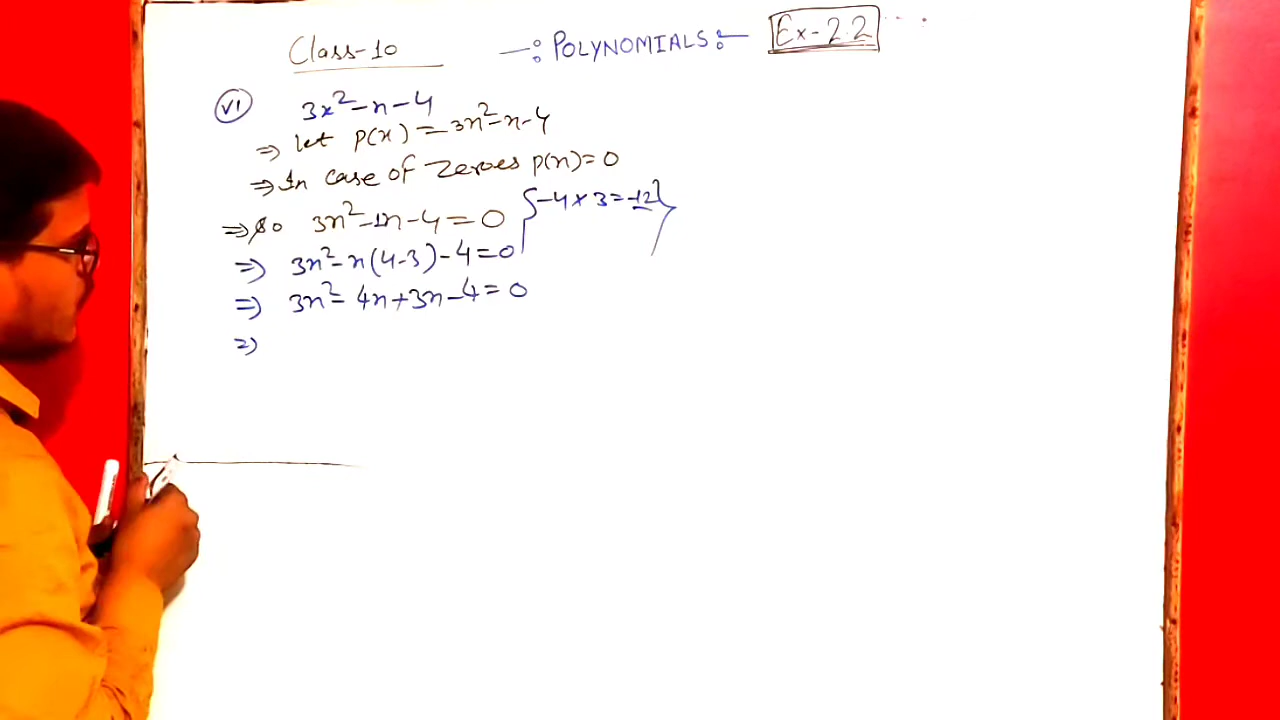 Class-10 —: POLYNOMIALS :— Ex-2.2 ....
(vi) 3x²-x-4
⇒ let p(x) = 3x²-x-4
⇒ In case of Zeroes p(x)=0
⇒ So 3x²-1x-4=0 {-4×3=-12}
⇒ 3x²-x(4-3)-4=0
⇒ 3x²-4x+3x-4=0
⇒